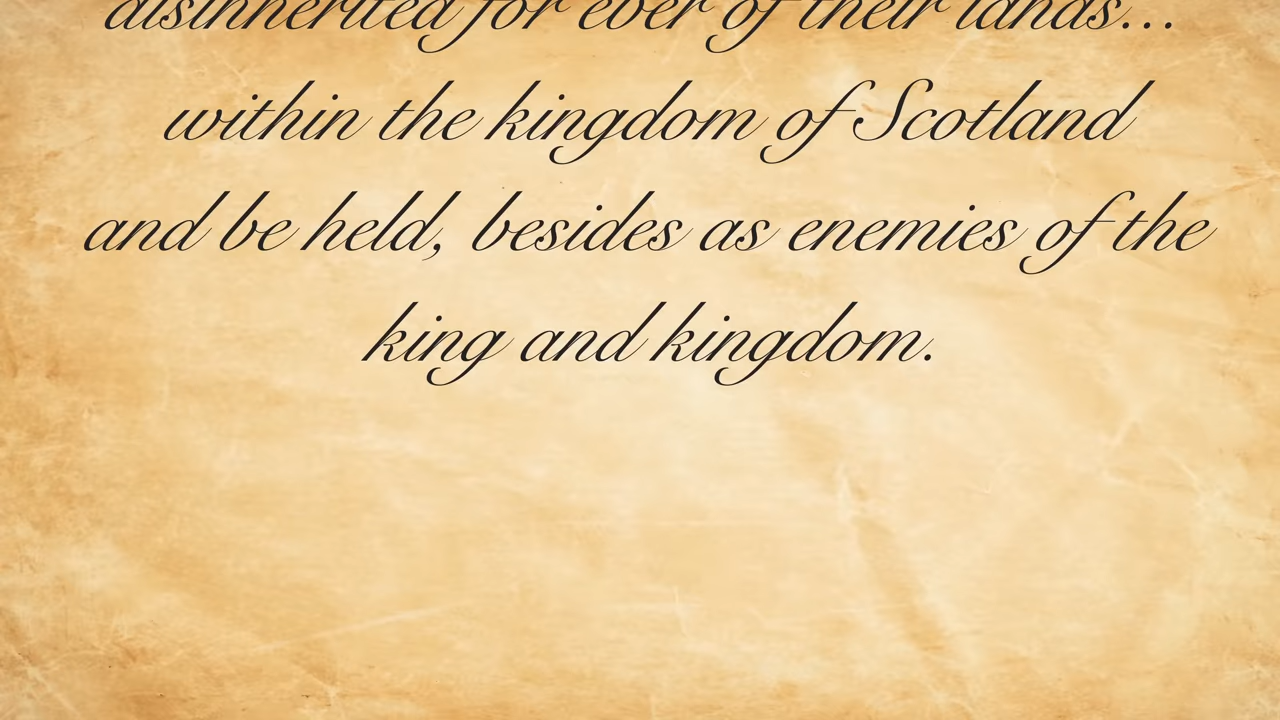 disinherited for ever of their lands...
within the kingdom of Scotland
and be held, besides as enemies of the
king and kingdom.